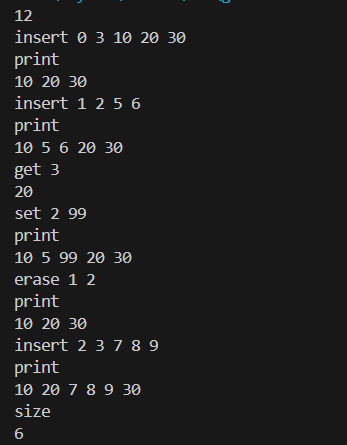 12
insert 0 3 10 20 30
print
10 20 30
insert 1 2 5 6
print
10 5 6 20 30
get 3
20
set 2 99
print
10 5 99 20 30
erase 1 2
print
10 20 30
insert 2 3 7 8 9
print
10 20 7 8 9 30
size
6